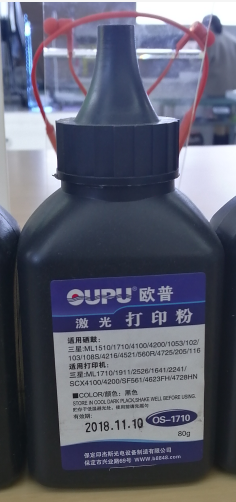 OUPU® 欧普
激光 打印粉
适用硒鼓:
三星:ML1510/1710/4100/4200/1053/102/
103/108S/4216/4521/560R/4725/205/116
适用打印机:
三星:ML1710/1911/2526/1641/2241/
SCX4100/4200/SF561/4623FH/4728HN
■COLOR/颜色: 黑色
STORE IN COOL DARK PLACK,SHAKE WELL BEFORE USING.
有效期:
2018.11.10
OS-1710
80g